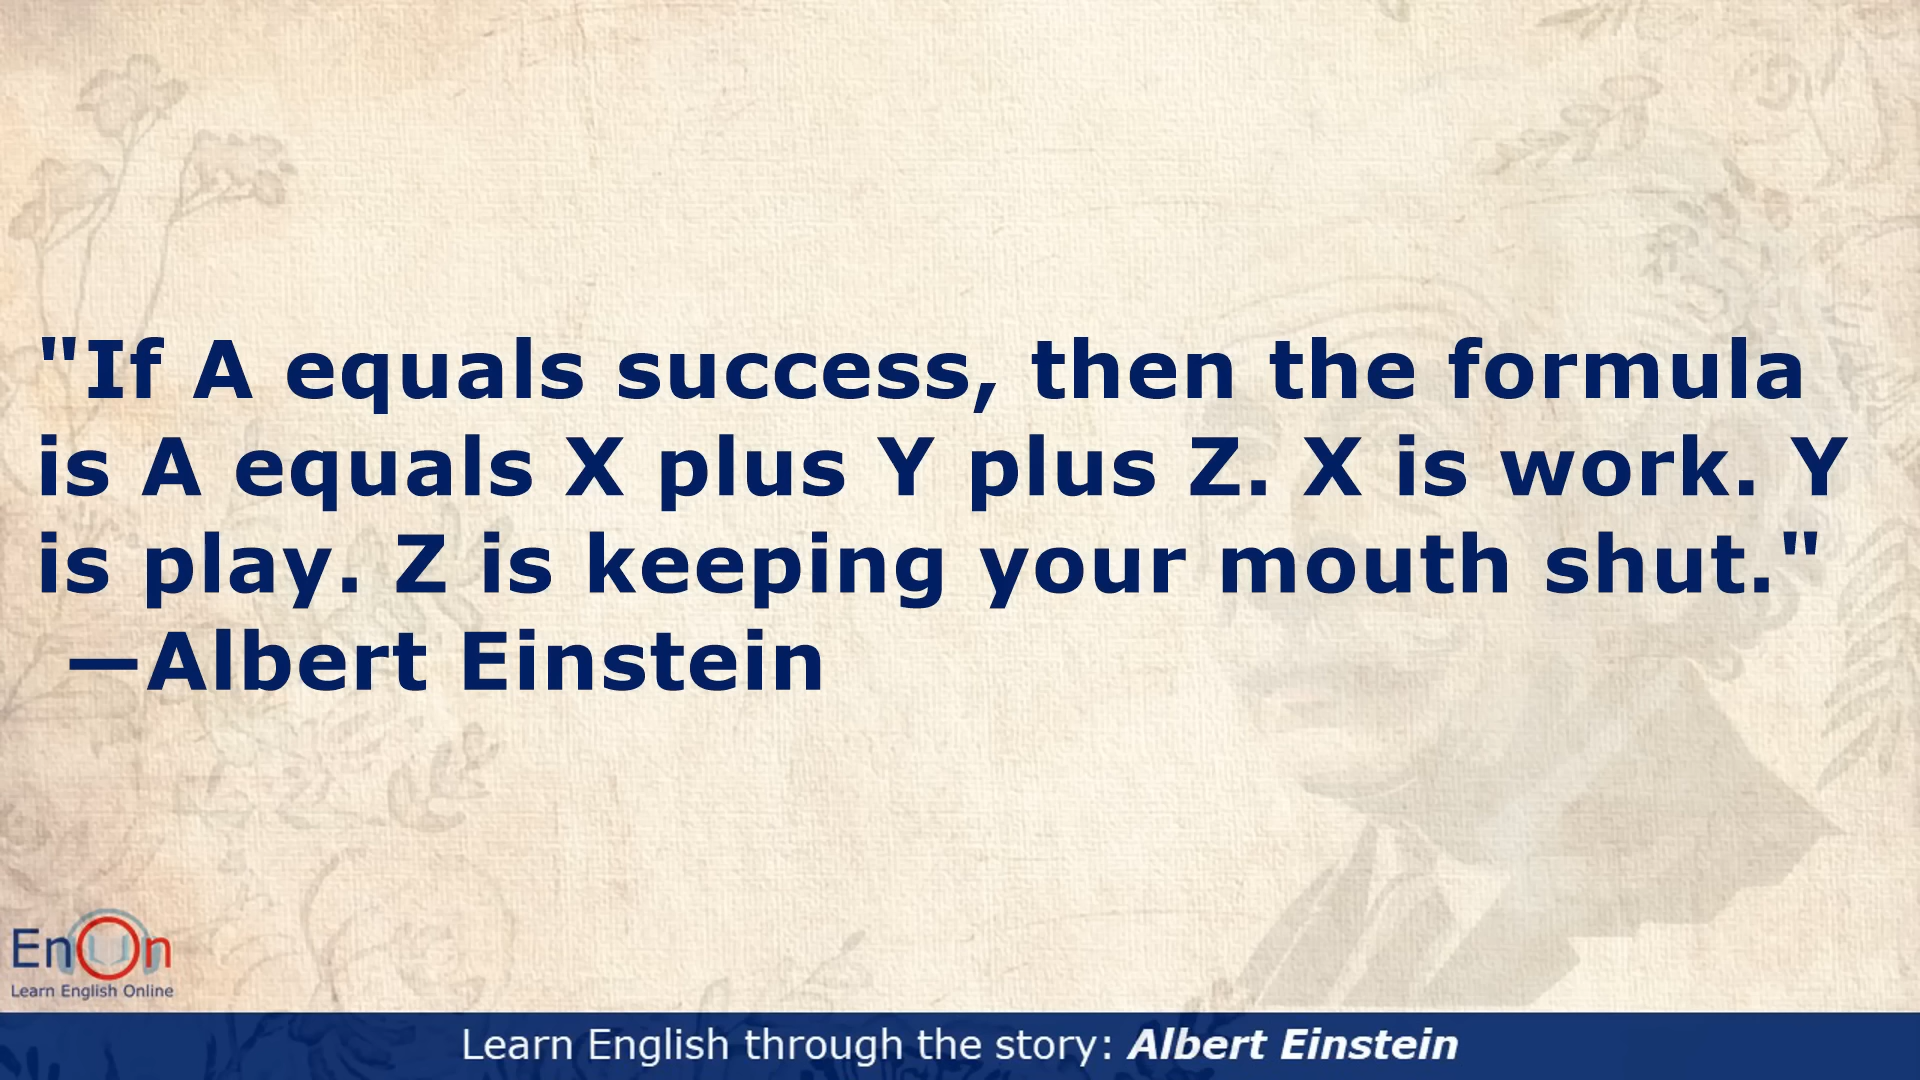 "If A equals success, then the formula
is A equals X plus Y plus Z. X is work. Y
is play. Z is keeping your mouth shut."
—Albert Einstein
EnOn
Learn English Online
Learn English through the story: Albert Einstein